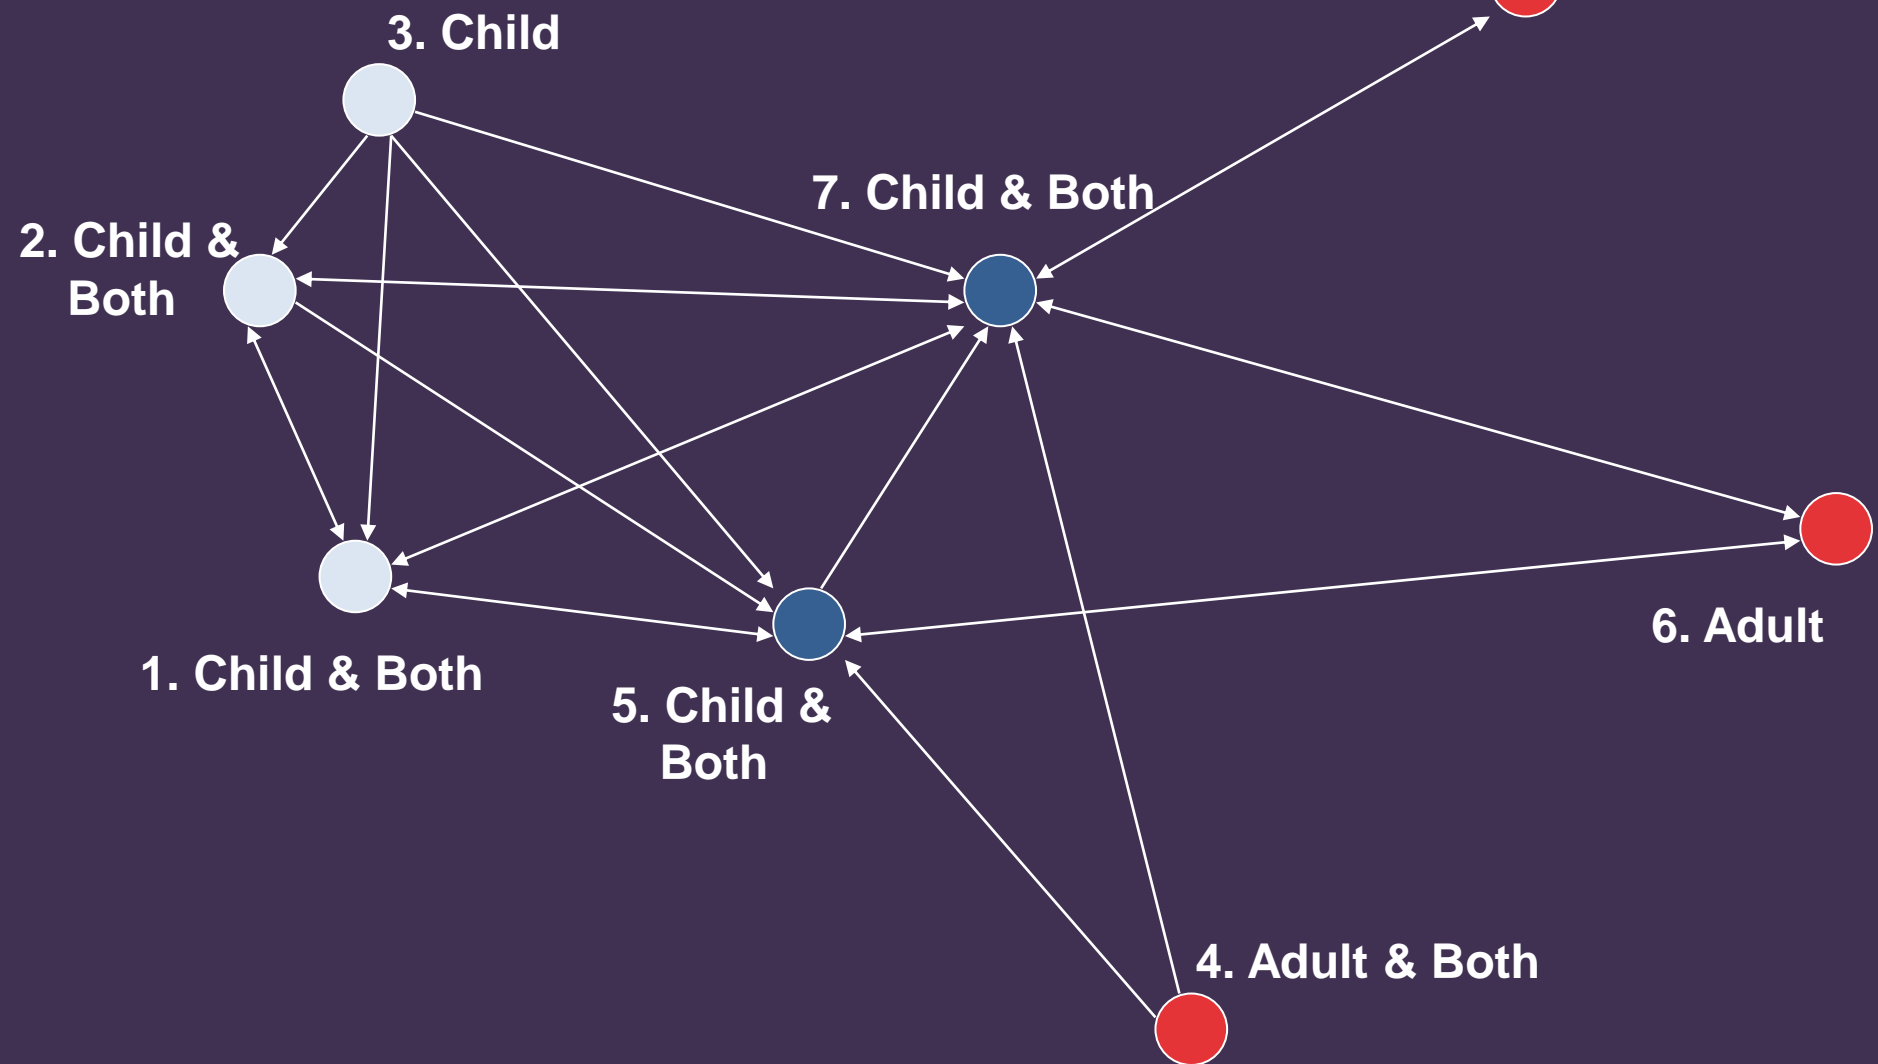 3. Child
7. Child & Both
2. Child &
Both
6. Adult
1. Child & Both
5. Child &
Both
4. Adult & Both